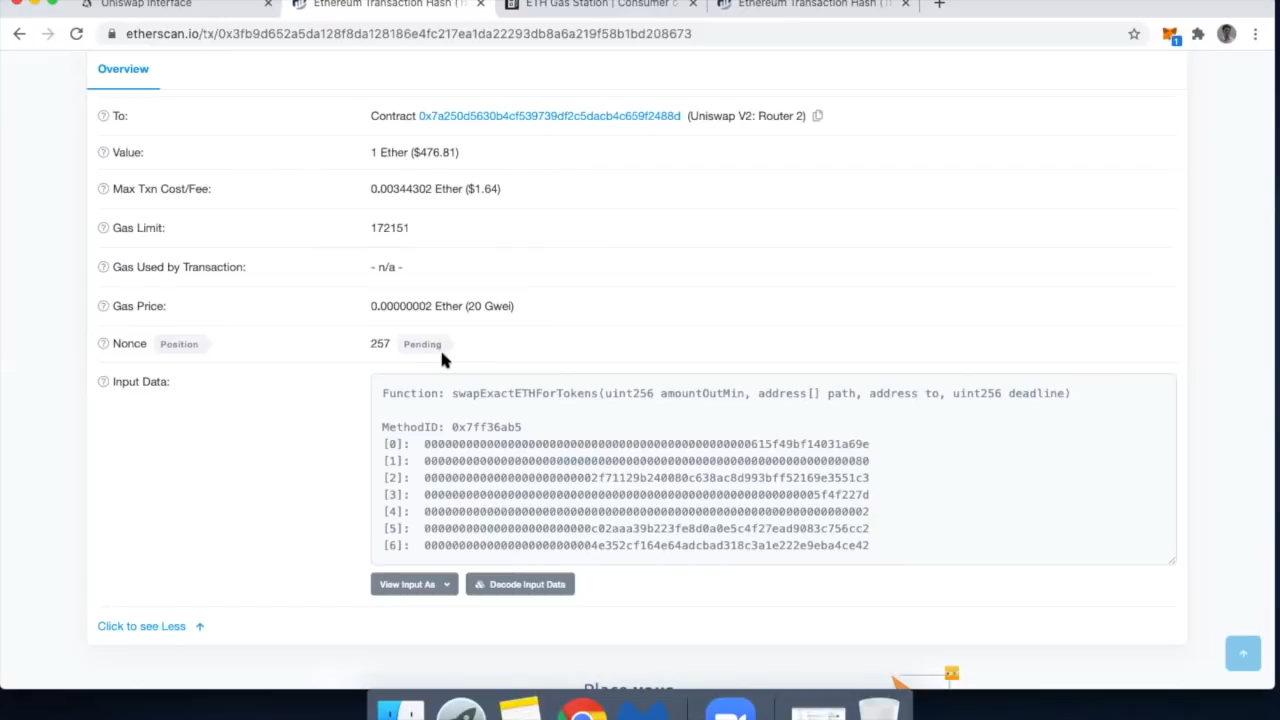 Uniswap Interface
Ethereum Transaction Hash (T
ETH Gas Station | Consumer o
Ethereum Transaction Hash (T
etherscan.io/tx/0x3fb9d652a5da128f8da128186e4fc217ea1da22293db8a6a219f58b1bd208673
1
Overview
To:
Contract 0x7a250d5630b4cf539739df2c5dacb4c659f2488d (Uniswap V2: Router 2)
Value:
1 Ether ($476.81)
Max Txn Cost/Fee:
0.00344302 Ether ($1.64)
Gas Limit:
172151
Gas Used by Transaction:
- n/a -
Gas Price:
0.00000002 Ether (20 Gwei)
Nonce Position
257 Pending
Input Data:
Function: swapExactETHForTokens(uint256 amountOutMin, address[] path, address to, uint256 deadline)
MethodID: 0x7ff36ab5
[0]: 000000000000000000000000000000000000000000000000615f49bf14031a69e
[1]: 0000000000000000000000000000000000000000000000000000000000000080
[2]: 0000000000000000000000002f71129b240080c638ac8d993bff52169e3551c3
[3]: 000000000000000000000000000000000000000000000000000000005f4f227d
[4]: 0000000000000000000000000000000000000000000000000000000000000002
[5]: 000000000000000000000000c02aaa39b223fe8d0a0e5c4f27ead9083c756cc2
[6]: 0000000000000000000000004e352cf164e64adcbad318c3a1e222e9eba4ce42
View Input As
Decode Input Data
Click to see Less
Place your